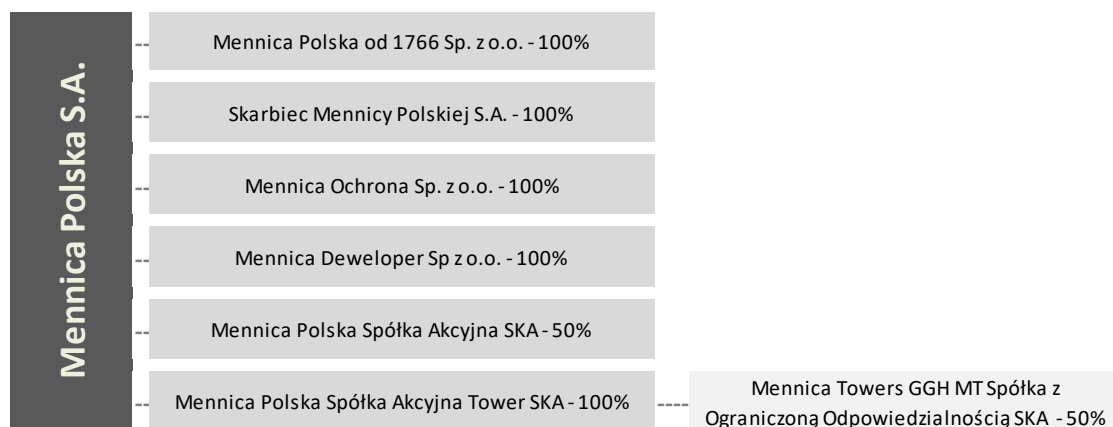 Mennica Polska S.A.
Mennica Polska od 1766 Sp. z o.o. - 100%
Skarbiec Mennicy Polskiej S.A. - 100%
Mennica Ochrona Sp. z o.o. - 100%
Mennica Deweloper Sp z o.o. - 100%
Mennica Polska Spółka Akcyjna SKA - 50%
Mennica Polska Spółka Akcyjna Tower SKA - 100%
Mennica Towers GGH MT Spółka z
Ograniczoną Odpowiedzialnością SKA - 50%